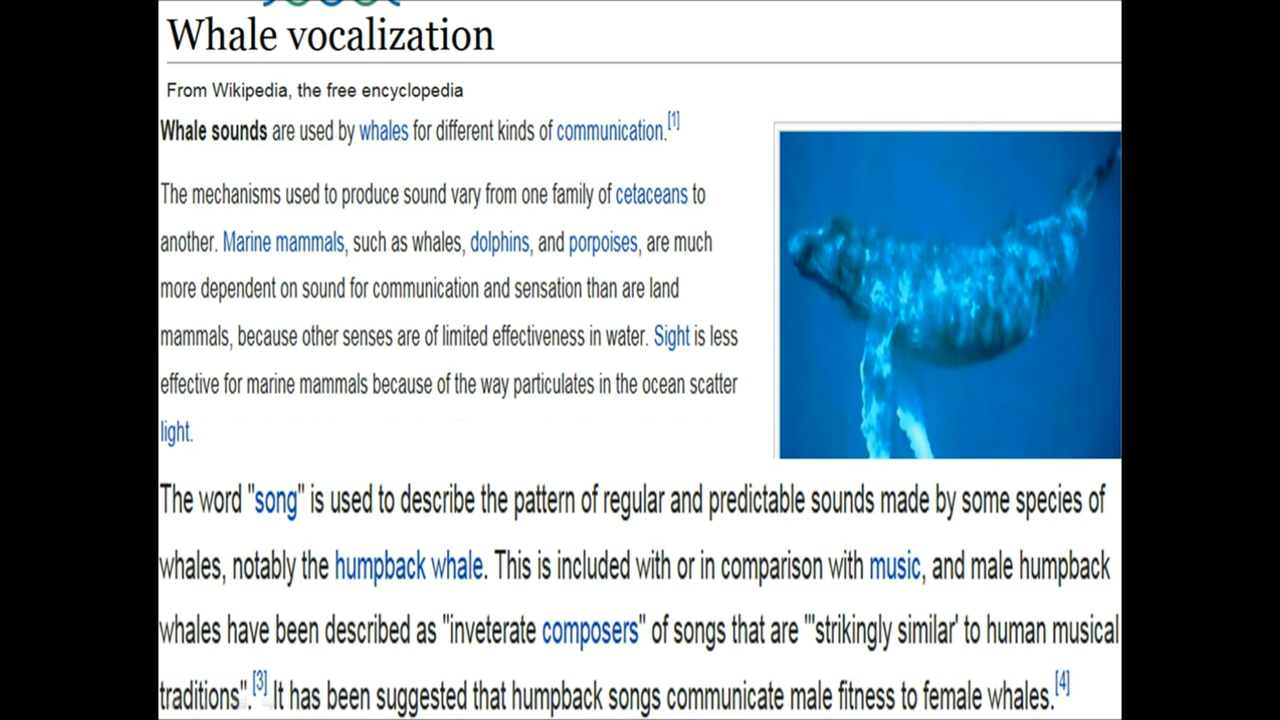 Whale vocalization
From Wikipedia, the free encyclopedia
Whale sounds are used by whales for different kinds of communication.[1]
The mechanisms used to produce sound vary from one family of cetaceans to
another. Marine mammals, such as whales, dolphins, and porpoises, are much
more dependent on sound for communication and sensation than are land
mammals, because other senses are of limited effectiveness in water. Sight is less
effective for marine mammals because of the way particulates in the ocean scatter
light.
The word "song" is used to describe the pattern of regular and predictable sounds made by some species of
whales, notably the humpback whale. This is included with or in comparison with music, and male humpback
whales have been described as "inveterate composers" of songs that are "'strikingly similar' to human musical
traditions".[3] It has been suggested that humpback songs communicate male fitness to female whales.[4]